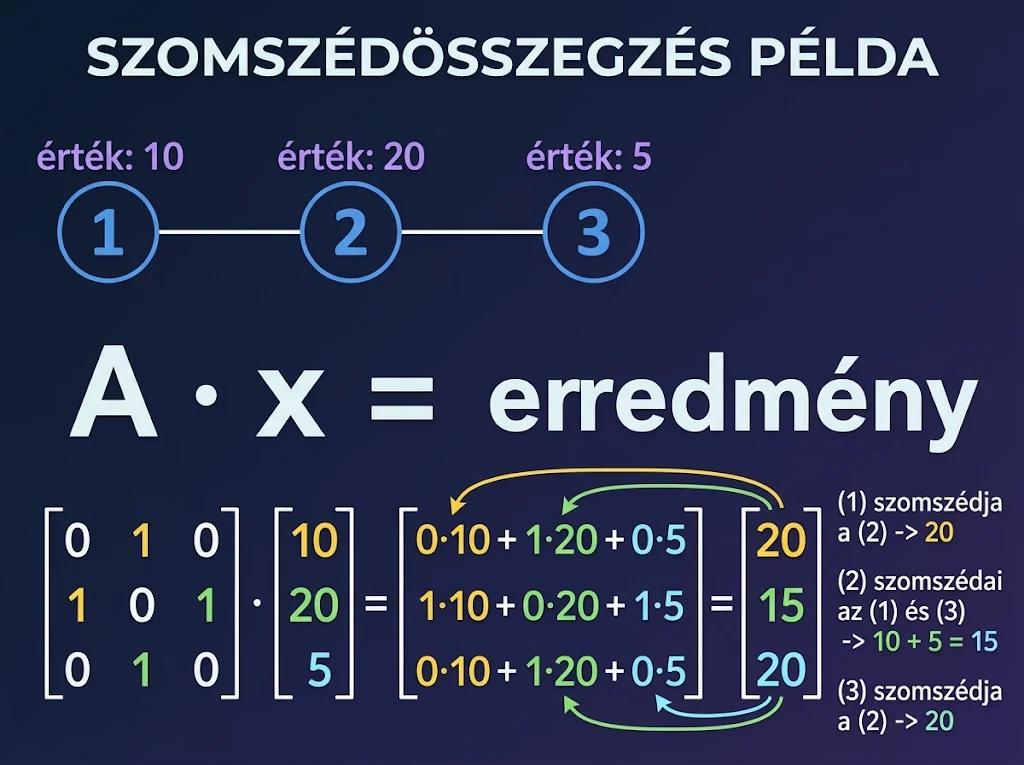 SZOMSZÉDÖSSZEGZÉS PÉLDA
érték: 10 érték: 20 érték: 5
1 2 3
A · x = erredmény
0 1 0 10 0·10 + 1·20 + 0·5 20
1 0 1 · 20 = 1·10 + 0·20 + 1·5 = 15
0 1 0 5 0·10 + 1·20 + 0·5 20
(1) szomszédja
a (2) -> 20
(2) szomszédai
az (1) és (3)
-> 10 + 5 = 15
(3) szomszédja
a (2) -> 20